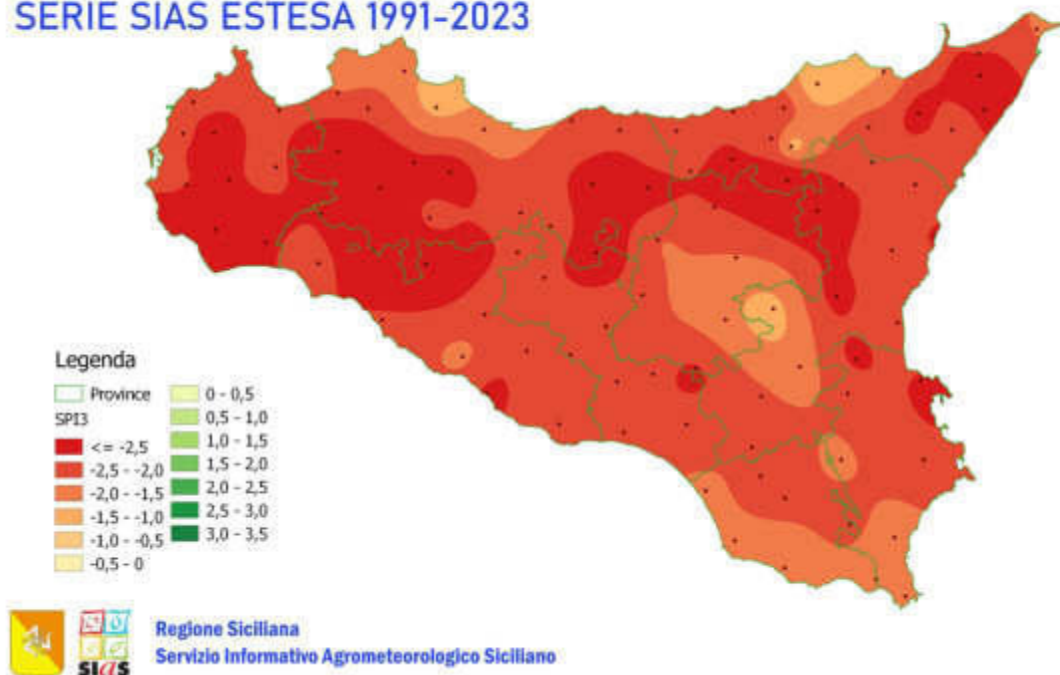 SERIE SIAS ESTESA 1991-2023
Legenda
Province
SPI3
<= -2,5
-2,5 - -2,0
-2,0 - -1,5
-1,5 - -1,0
-1,0 - -0,5
-0,5 - 0
0 - 0,5
0,5 - 1,0
1,0 - 1,5
1,5 - 2,0
2,0 - 2,5
2,5 - 3,0
3,0 - 3,5
SIAS
Regione Siciliana
Servizio Informativo Agrometeorologico Siciliano